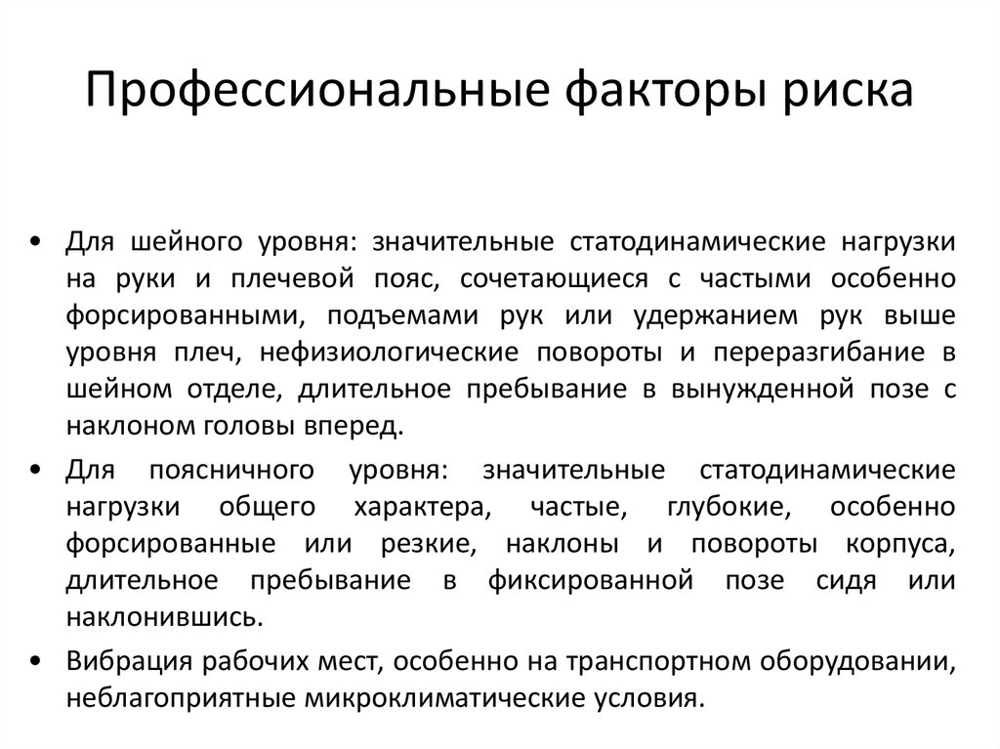 Профессиональные факторы риска
• Для шейного уровня: значительные статодинамические нагрузки
на руки и плечевой пояс, сочетающиеся с частыми особенно
форсированными, подъемами рук или удержанием рук выше
уровня плеч, нефизиологические повороты и переразгибание в
шейном отделе, длительное пребывание в вынужденной позе с
наклоном головы вперед.
• Для поясничного уровня: значительные статодинамические
нагрузки общего характера, частые, глубокие, особенно
форсированные или резкие, наклоны и повороты корпуса,
длительное пребывание в фиксированной позе сидя или
наклонившись.
• Вибрация рабочих мест, особенно на транспортном оборудовании,
неблагоприятные микроклиматические условия.